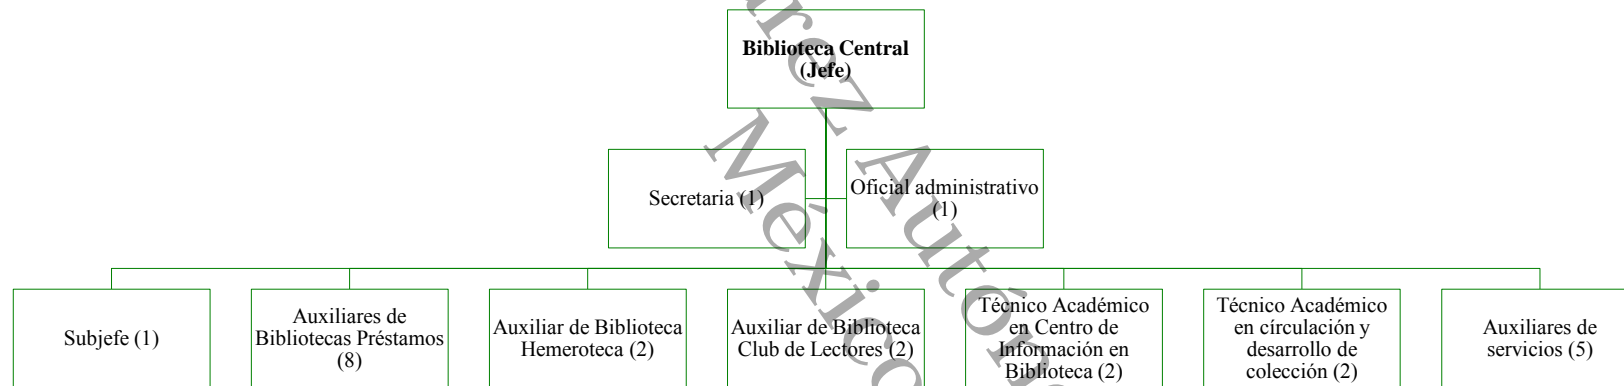 Biblioteca Central
(Jefe)
Secretaria (1)
Oficial administrativo
(1)
Subjefe (1)
Auxiliares de
Bibliotecas Préstamos
(8)
Auxiliar de Biblioteca
Hemeroteca (2)
Auxiliar de Biblioteca
Club de Lectores (2)
Técnico Académico
en Centro de
Información en
Biblioteca (2)
Técnico Académico
en círculación y
desarrollo de
colección (2)
Auxiliares de
servicios (5)
México